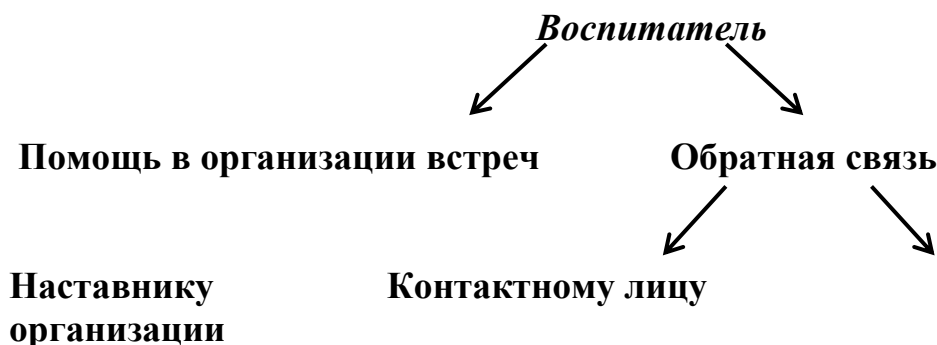 Воспитатель
Помощь в организации встреч Обратная связь
Наставнику Контактному лицу
организации